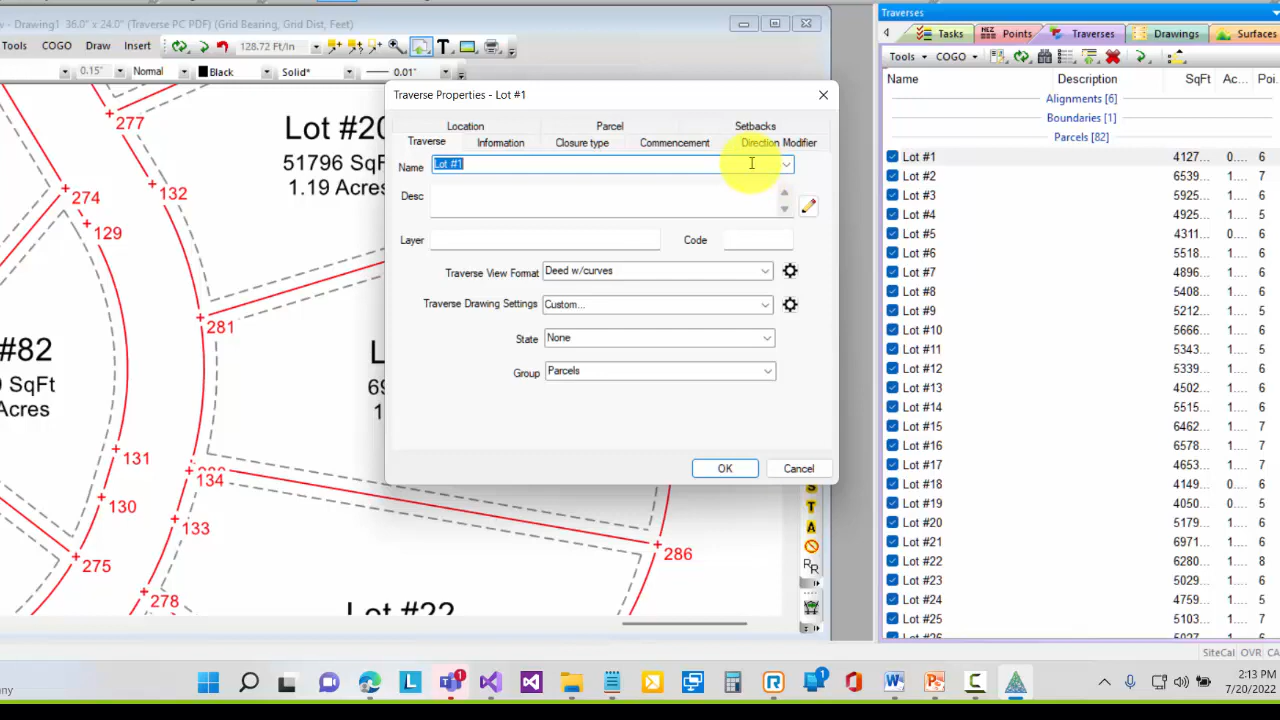 v - Drawing1 36.0" x 24.0" (Traverse PC PDF) (Grid Bearing, Grid Dist, Feet)
Tools COGO Draw Insert 128.72 Ft/In
0.15" Normal Black Solid* 0.01"
277
Lot #20
51796 SqFt
1.19 Acres
274
132
129
281
#82
0 SqFt
Acres
131
134
130
133
275
278
286
Lot #22
Traverse Properties - Lot #1
Location Parcel Setbacks
Traverse Information Closure type Commencement Direction Modifier
Name Lot #1
Desc
Layer Code
Traverse View Format Deed w/curves
Traverse Drawing Settings Custom...
State None
Group Parcels
OK Cancel
Traverses
Tasks NEZ Points Traverses Drawings Surfaces
Tools COGO
Name Description SqFt Ac... Poi...
Alignments [6]
Boundaries [1]
Parcels [82]
Lot #1 4127... 0.... 6
Lot #2 6539... 1.... 7
Lot #3 5925... 1.... 6
Lot #4 4925... 1.... 6
Lot #5 4311... 0.... 6
Lot #6 5518... 1.... 6
Lot #7 4896... 1.... 6
Lot #8 5408... 1.... 6
Lot #9 5212... 1.... 6
Lot #10 5666... 1.... 6
Lot #11 5343... 1.... 6
Lot #12 5339... 1.... 6
Lot #13 4502... 1.... 6
Lot #14 5515... 1.... 6
Lot #15 6462... 1.... 7
Lot #16 6578... 1.... 6
Lot #17 4653... 1.... 7
Lot #18 4149... 0.... 5
Lot #19 4050... 0.... 5
Lot #20 5179... 1.... 6
Lot #21 6971... 1.... 6
Lot #22 6280... 1.... 8
Lot #23 5029... 1.... 6
Lot #24 4759... 1.... 5
Lot #25 5103... 1.... 7
SiteCal OVR CA
2:13 PM
7/20/2022